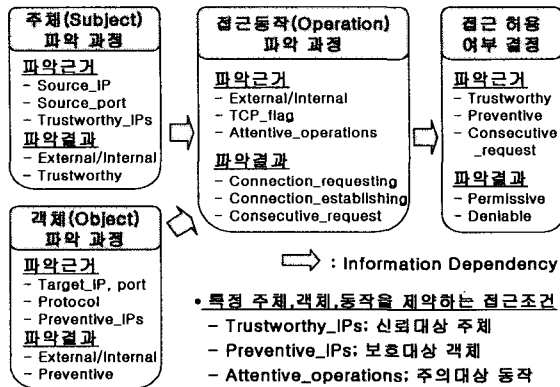 주체(Subject)
파악 과정
파악근거
- Source_IP
- Source_port
- Trustworthy_IPs
파악결과
- External/Internal
- Trustworthy
객체(Object)
파악 과정
파악근거
- Target_IP, port
- Protocol
- Preventive_IPs
파악결과
- External/Internal
- Preventive
접근동작(Operation)
파악 과정
파악근거
- External/Internal
- TCP_flag
- Attentive_operations
파악결과
- Connection_requesting
- Connection_establishing
- Consecutive_request
접근 허용
여부 결정
파악근거
- Trustworthy
- Preventive
- Consecutive
_request
파악결과
- Permissive
- Deniable
: Information Dependency
• 특정 주체,객체,동작을 제약하는 접근조건
- Trustworthy_IPs; 신뢰대상 주체
- Preventive_IPs; 보호대상 객체
- Attentive_operations; 주의대상 동작